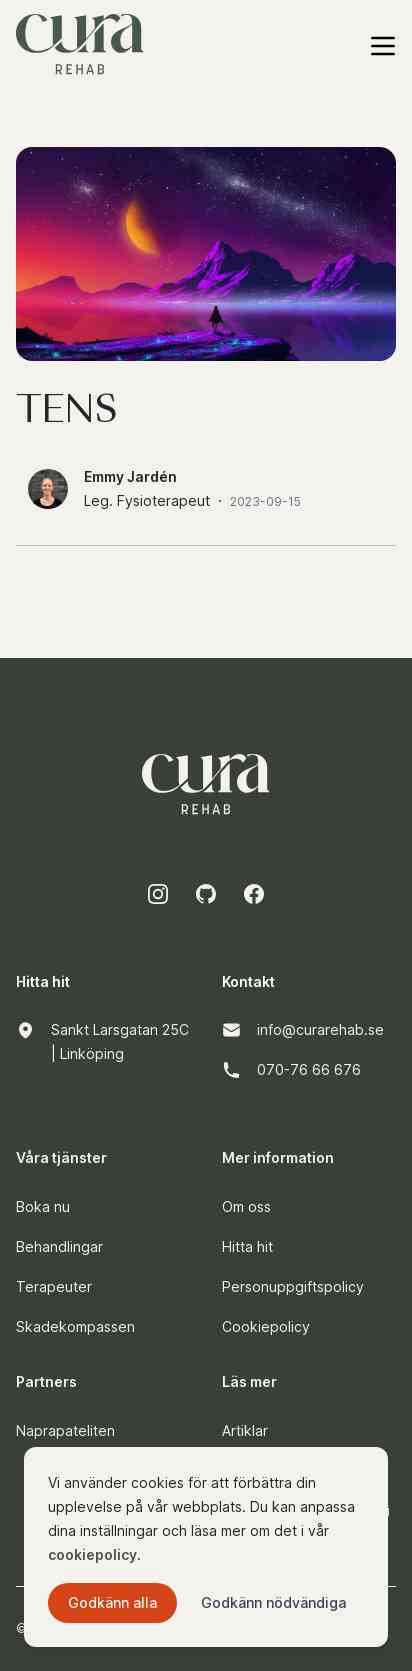 cura
REHAB
TENS
Emmy Jardén
Leg. Fysioterapeut · 2023-09-15
cura
REHAB
Hitta hit
Sankt Larsgatan 25C
| Linköping
Kontakt
info@curarehab.se
070-76 66 676
Våra tjänster
Boka nu
Behandlingar
Terapeuter
Skadekompassen
Mer information
Om oss
Hitta hit
Personuppgiftspolicy
Cookiepolicy
Partners
Naprapateliten
Läs mer
Artiklar
Vi använder cookies för att förbättra din
upplevelse på vår webbplats. Du kan anpassa
dina inställningar och läsa mer om det i vår
cookiepolicy.
Godkänn alla
Godkänn nödvändiga
©